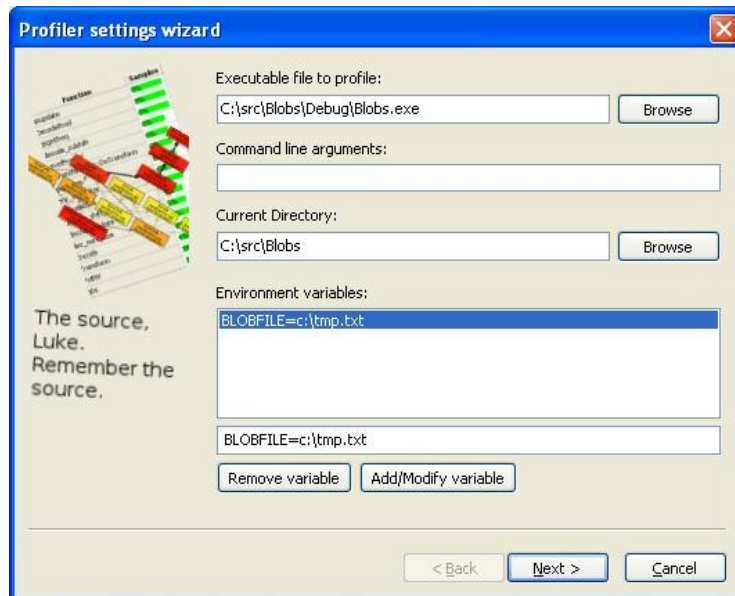 Profiler settings wizard
Function Samples
Executable file to profile:
C:\src\Blobs\Debug\Blobs.exe
Browse
Command line arguments:
Current Directory:
C:\src\Blobs
Browse
Environment variables:
BLOBFILE=c:\tmp.txt
BLOBFILE=c:\tmp.txt
Remove variable Add/Modify variable
The source,
Luke.
Remember the
source.
< Back Next > Cancel